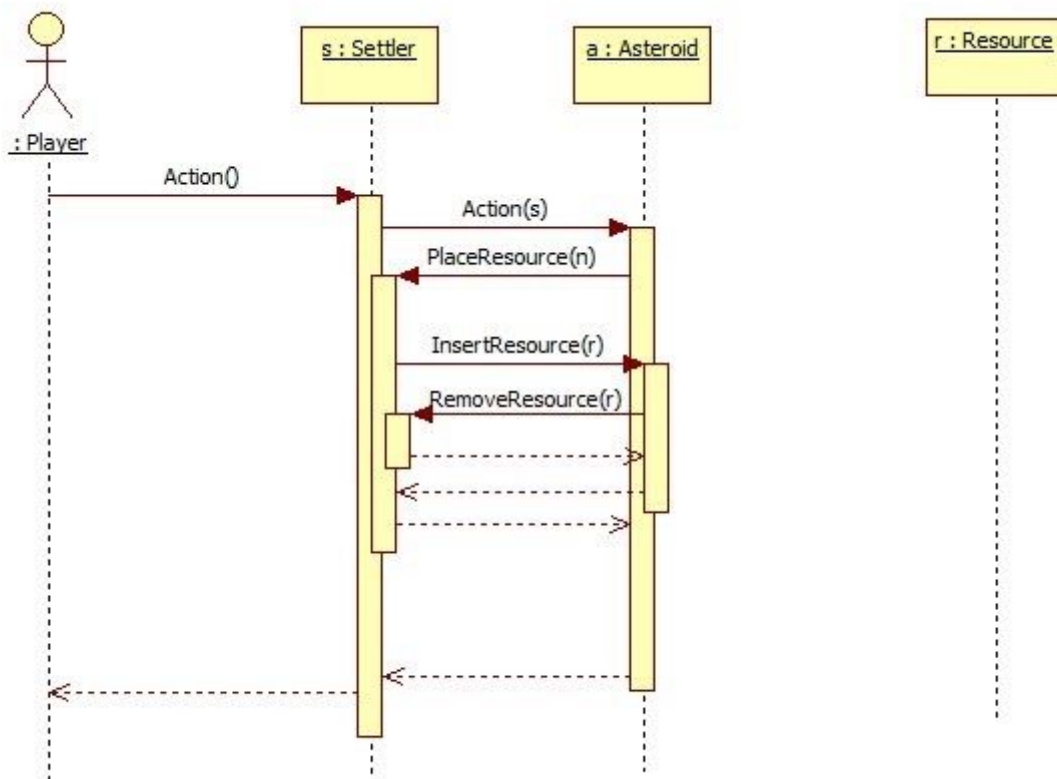 s : Settler
a : Asteroid
r : Resource
: Player
Action()
Action(s)
PlaceResource(n)
InsertResource(r)
RemoveResource(r)